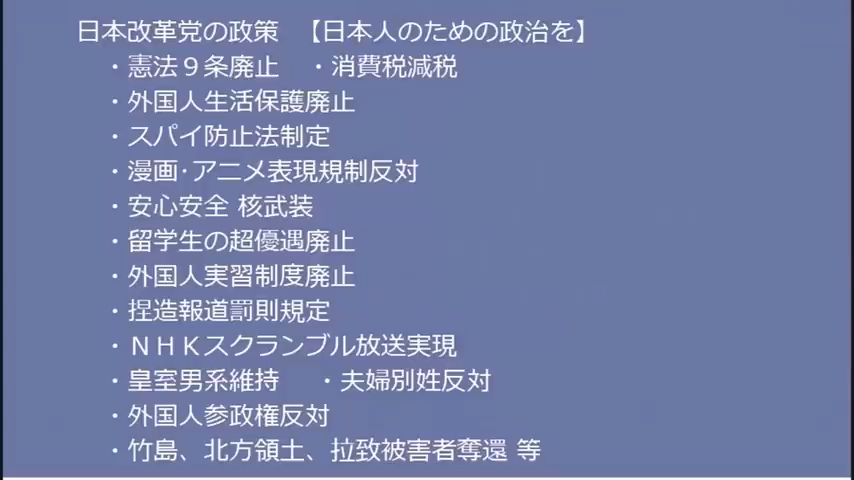 日本改革党の政策 【日本人のための政治を】
・憲法９条廃止 ・消費税減税
・外国人生活保護廃止
・スパイ防止法制定
・漫画･アニメ表現規制反対
・安心安全 核武装
・留学生の超優遇廃止
・外国人実習制度廃止
・捏造報道罰則規定
・ＮＨＫスクランブル放送実現
・皇室男系維持 ・夫婦別姓反対
・外国人参政権反対
・竹島、北方領土、拉致被害者奪還 等